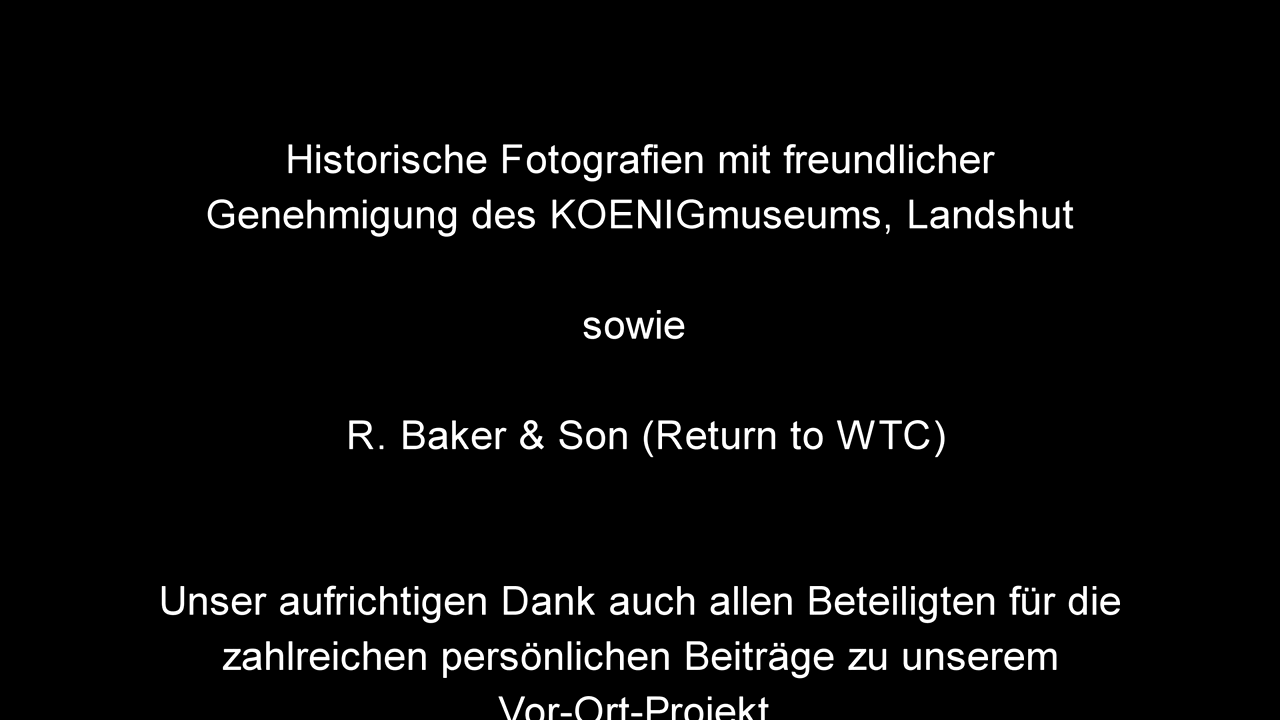 Historische Fotografien mit freundlicher
Genehmigung des KOENIGmuseums, Landshut
sowie
R. Baker & Son (Return to WTC)
Unser aufrichtigen Dank auch allen Beteiligten für die
zahlreichen persönlichen Beiträge zu unserem
Vor-Ort-Projekt